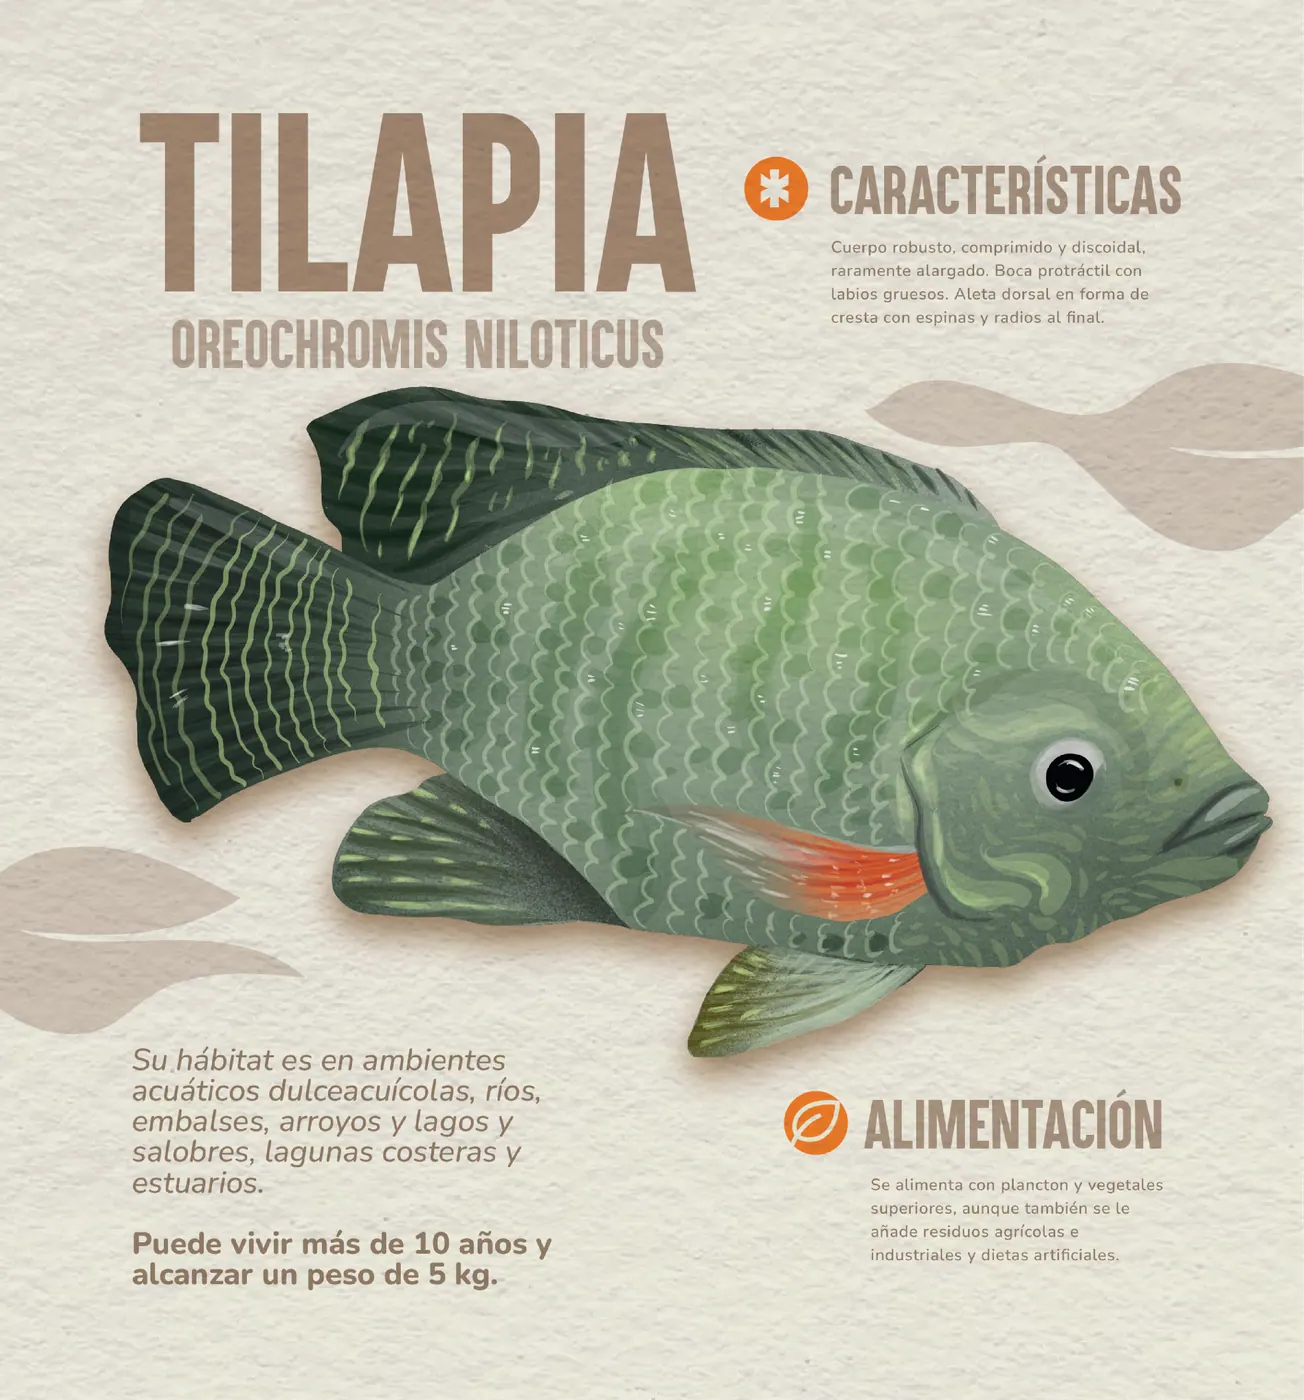 TILAPIA
OREOCHROMIS NILOTICUS
CARACTERÍSTICAS
Cuerpo robusto, comprimido y discoidal,
raramente alargado. Boca protráctil con
labios gruesos. Aleta dorsal en forma de
cresta con espinas y radios al final.
Su hábitat es en ambientes
acuáticos dulceacuícolas, ríos,
embalses, arroyos y lagos y
salobres, lagunas costeras y
estuarios.
Puede vivir más de 10 años y
alcanzar un peso de 5 kg.
ALIMENTACIÓN
Se alimenta con plancton y vegetales
superiores, aunque también se le
añade residuos agrícolas e
industriales y dietas artificiales.